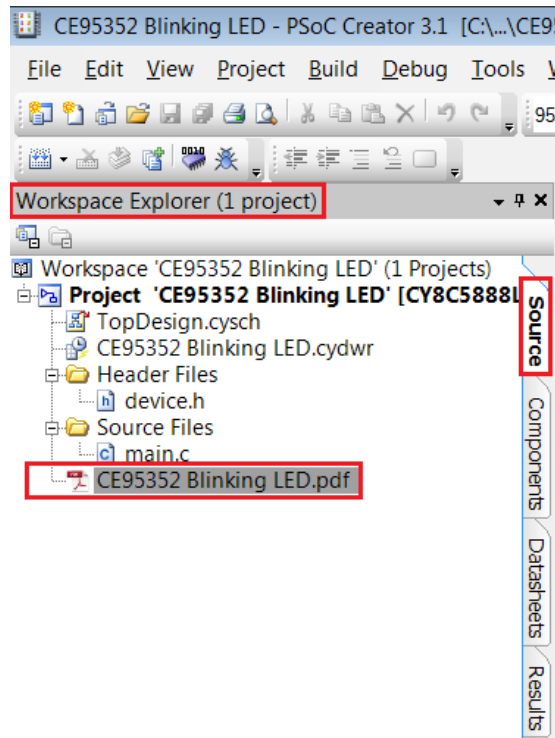 CE95352 Blinking LED - PSoC Creator 3.1 [C:\...\CE9
File Edit View Project Build Debug Tools
95
Workspace Explorer (1 project)
Workspace 'CE95352 Blinking LED' (1 Projects)
Project 'CE95352 Blinking LED' [CY8C5888L
TopDesign.cysch
CE95352 Blinking LED.cydwr
Header Files
device.h
Source Files
main.c
CE95352 Blinking LED.pdf
Source
Components
Datasheets
Results